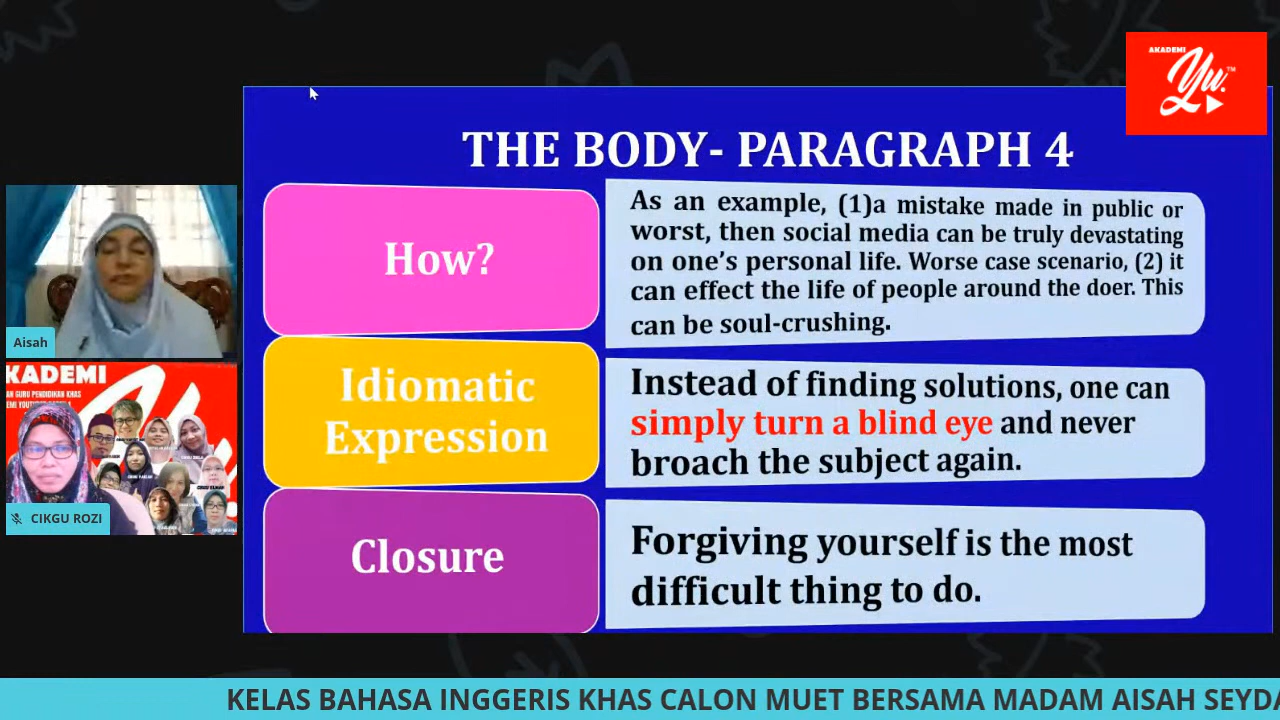 AKADEMI
Yu.
TM
THE BODY- PARAGRAPH 4
How?
As an example, (1)a mistake made in public or
worst, then social media can be truly devastating
on one's personal life. Worse case scenario, (2) it
can effect the life of people around the doer. This
can be soul-crushing.
Idiomatic
Expression
Instead of finding solutions, one can
simply turn a blind eye and never
broach the subject again.
Closure
Forgiving yourself is the most
difficult thing to do.
Aisah
KADEMI
AN GURU PENDIDIKAN KHAS
CIKGU ROZI
KELAS BAHASA INGGERIS KHAS CALON MUET BERSAMA MADAM AISAH SEYDA